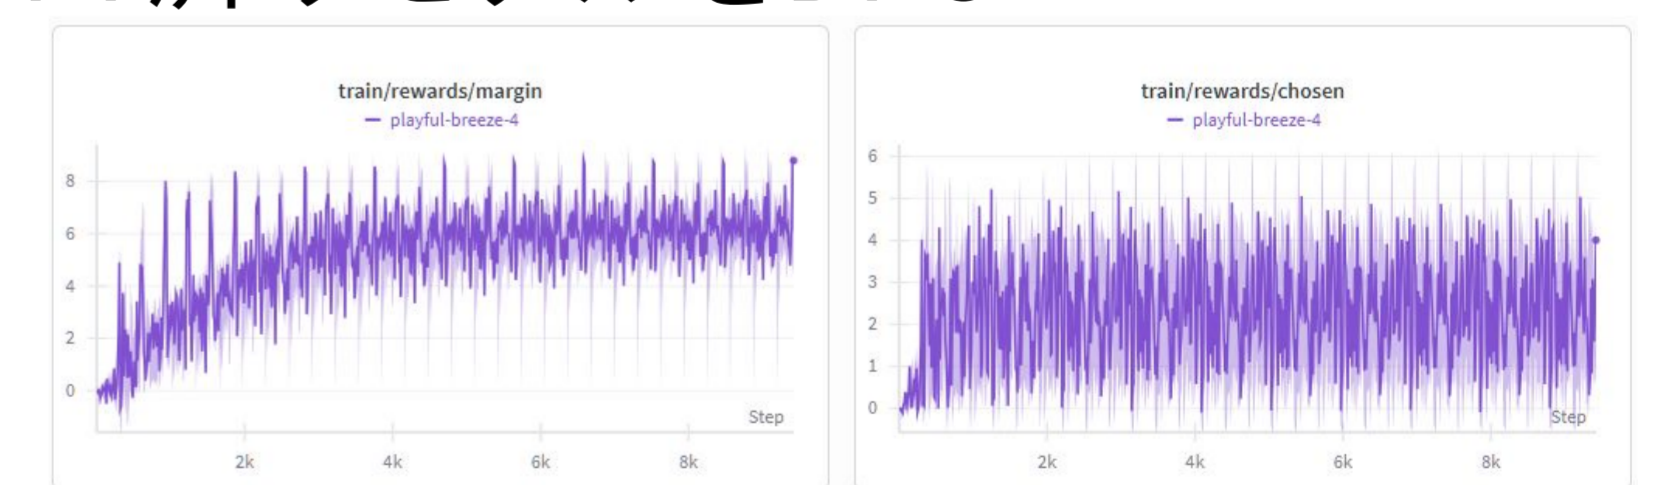 train/rewards/margin
playful-breeze-4
8
6
4
2
0
Step
2k
4k
6k
8k
train/rewards/chosen
playful-breeze-4
6
5
4
3
2
1
0
Step
2k
4k
6k
8k